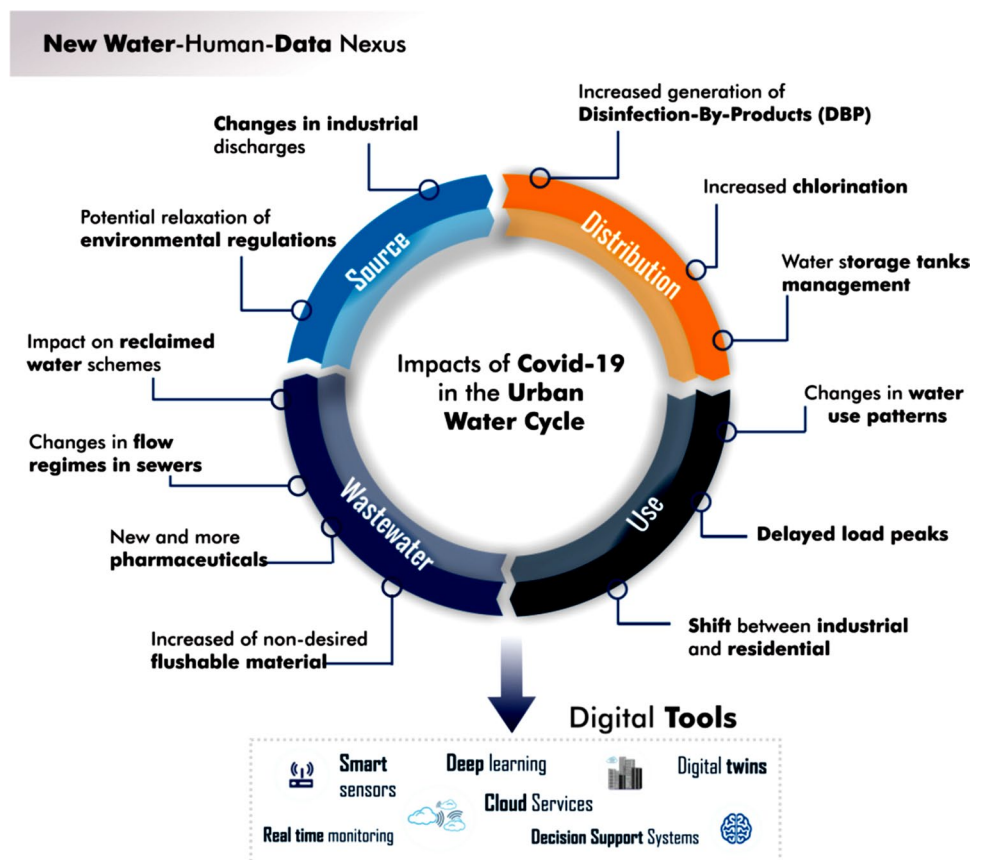 New Water-Human-Data Nexus
Increased generation of
Disinfection-By-Products (DBP)
Changes in industrial
discharges
Increased chlorination
Potential relaxation of
environmental regulations
Source
Distribution
Water storage tanks
management
Impact on reclaimed
water schemes
Impacts of Covid-19
in the Urban
Water Cycle
Changes in water
use patterns
Changes in flow
regimes in sewers
Wastewater
Use
New and more
pharmaceuticals
Delayed load peaks
Increased of non-desired
flushable material
Shift between industrial
and residential
Digital Tools
Smart
sensors
Deep learning
Digital twins
Cloud Services
Real time monitoring
Decision Support Systems